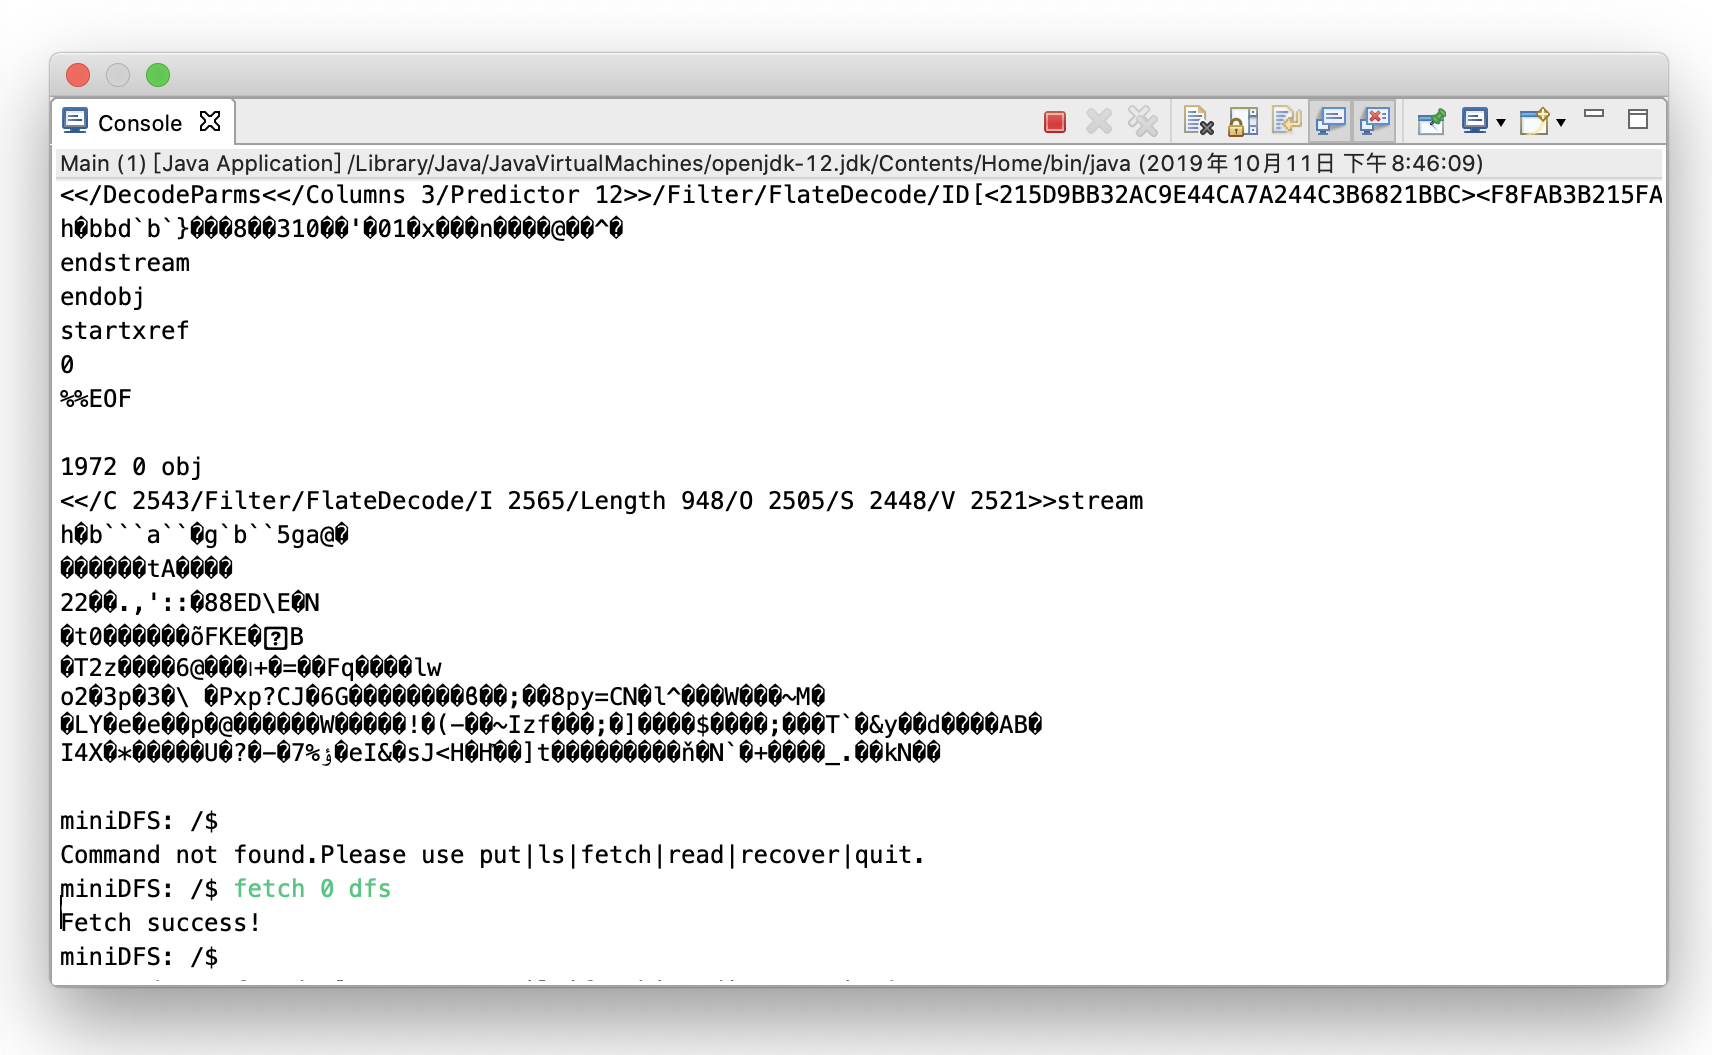 Console
Main (1) [Java Application] /Library/Java/JavaVirtualMachines/openjdk-12.jdk/Contents/Home/bin/java (2019年10月11日 下午8:46:09)
<</DecodeParms<</Columns 3/Predictor 12>>/Filter/FlateDecode/ID[<215D9BB32AC9E44CA7A244C3B6821BBC><F8FAB3B215FA
h�bbd`b`}���8��310��'�01�x���n����@��^�
endstream
endobj
startxref
0
%%EOF
1972 0 obj
<</C 2543/Filter/FlateDecode/I 2565/Length 948/O 2505/S 2448/V 2521>>stream
h�b```a``�g`b``5ga@�
������tA����
22��.,'::�88ED\E�N
�t0������õFKE�B
�T2z����6@���+�=��Fq����lw
o2�3p�3�\ �Pxp?CJ�6G��������ϐ��;��8py=CN�l^���W���~M�
�LY�e�e��p�@������W�����!�(—��~Izf���;�]����$����;���T`�&y��d����AB�
I4X�*�����U�?�—�7%ؤ�eI&�sJ<H�H��]t���������ň�N`�+����_.��kN��
miniDFS: /$
Command not found.Please use put|ls|fetch|read|recover|quit.
miniDFS: /$ fetch 0 dfs
Fetch success!
miniDFS: /$